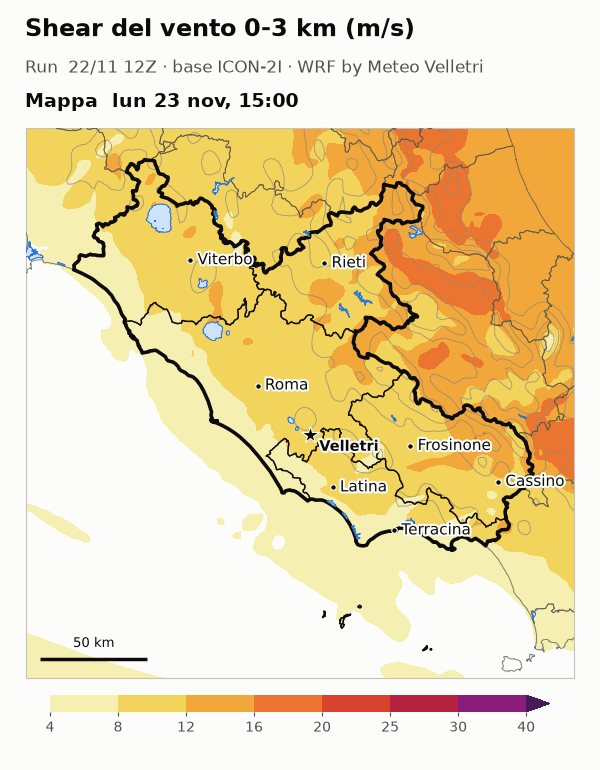 Shear del vento 0-3 km (m/s)
Run  22/11 12Z · base ICON-2I · WRF by Meteo Velletri
Mappa  lun 23 nov, 15:00
Viterbo
Rieti
Roma
Velletri
Frosinone
Cassino
Latina
Terracina
50 km
4 8 12 16 20 25 30 40